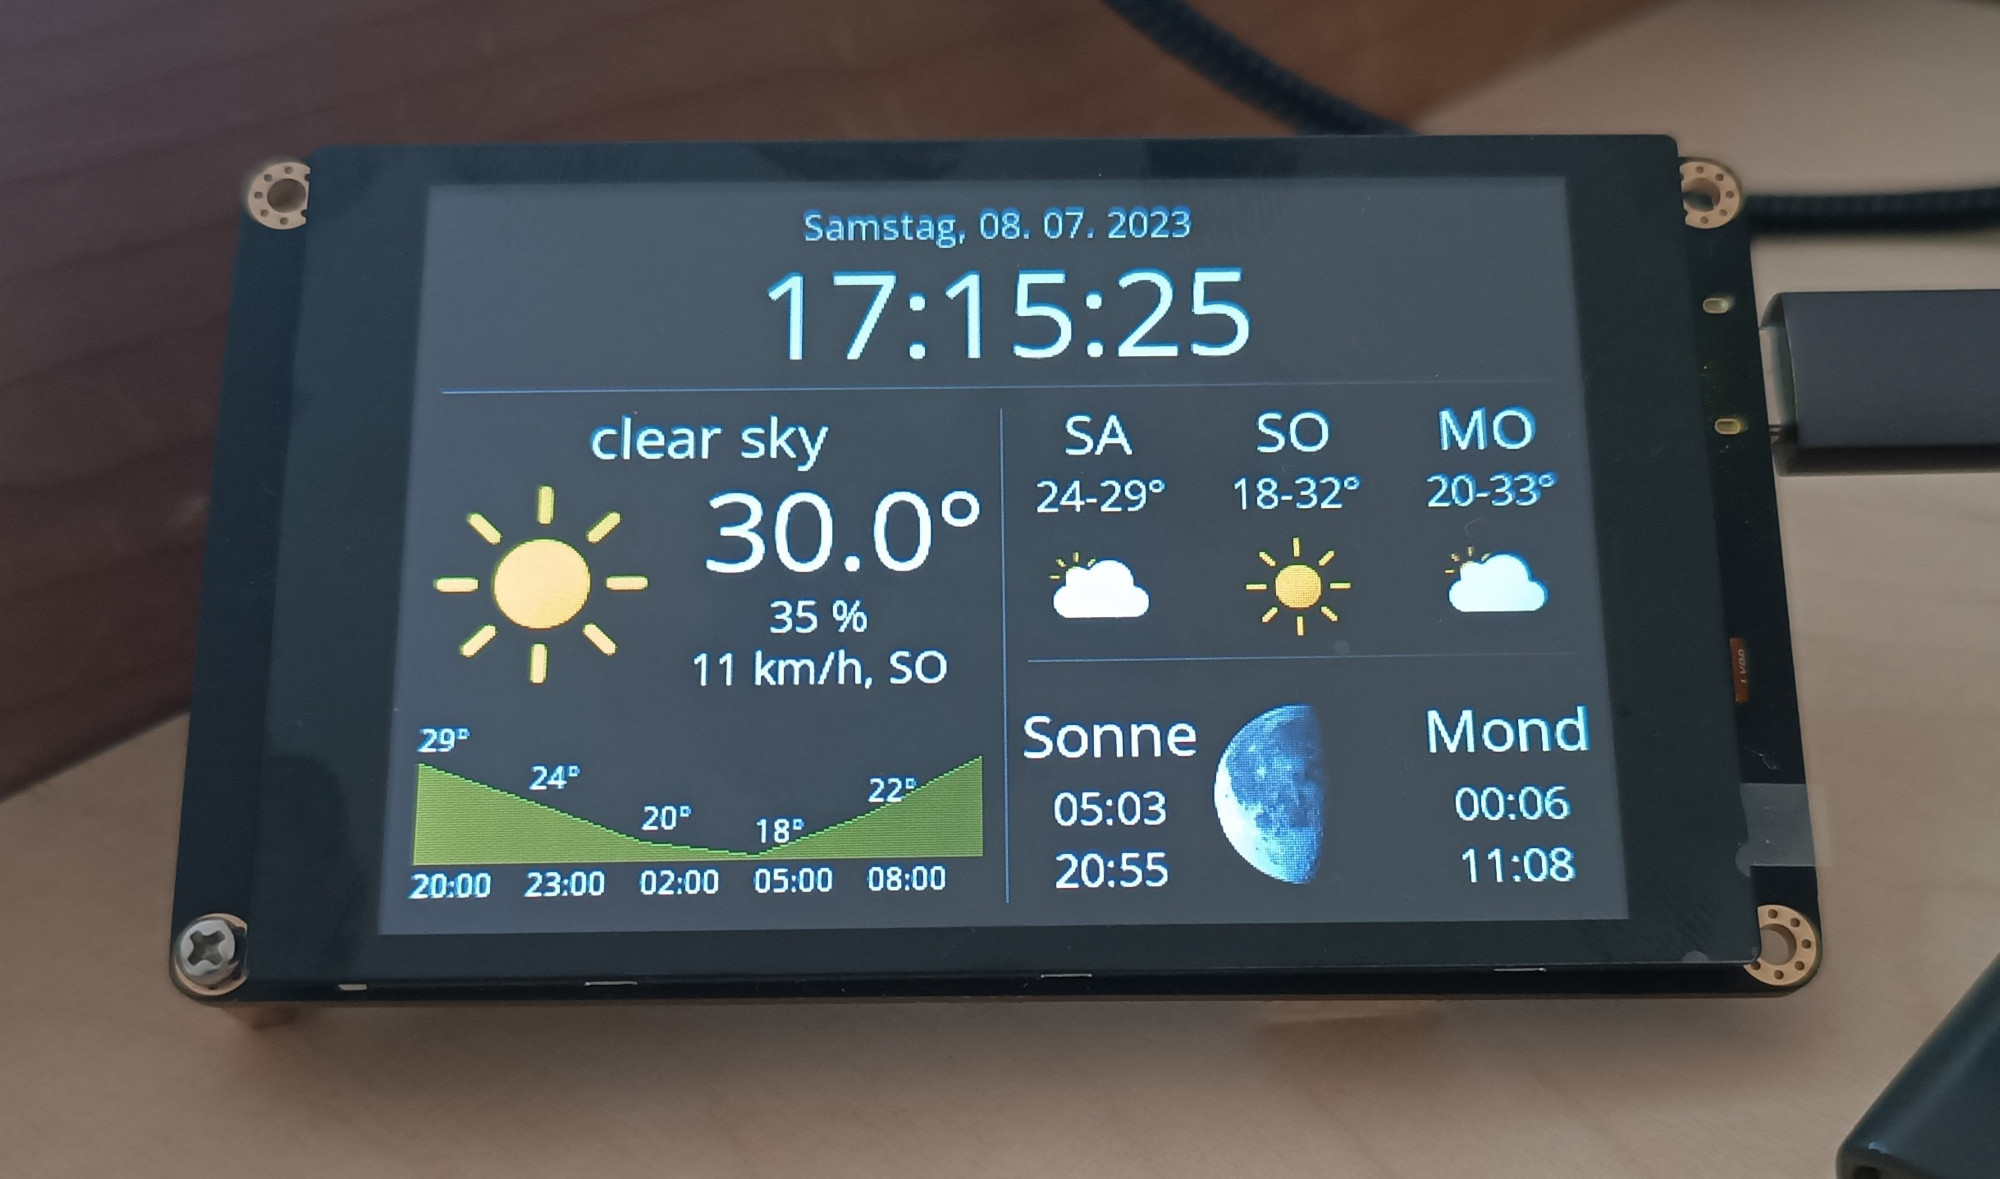 Samstag, 08. 07. 2023
17:15:25
clear sky
30.0°
35 %
11 km/h, SO
29°
24°
20°
18°
22°
20:00 23:00 02:00 05:00 08:00
SA SO MO
24-29° 18-32° 20-33°
Sonne Mond
05:03 00:06
20:55 11:08